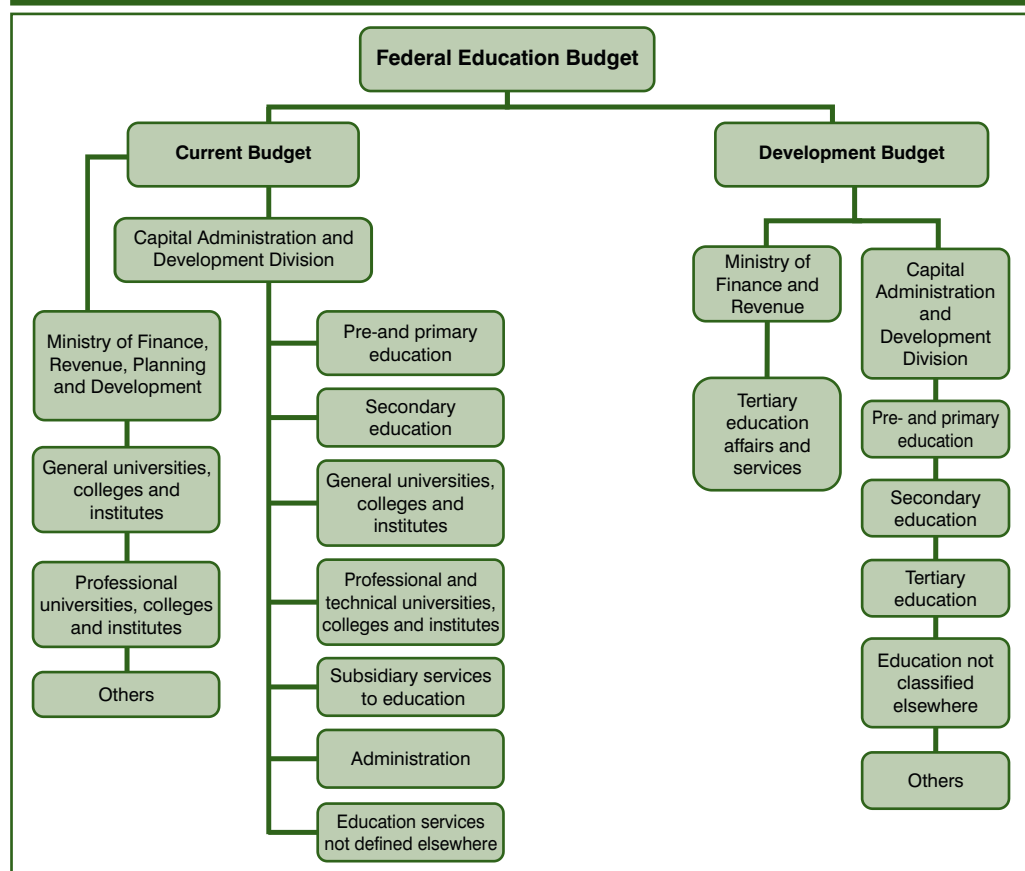 Federal Education Budget
Current Budget
Capital Administration and
Development Division
Ministry of Finance,
Revenue, Planning
and Development
General universities,
colleges and
institutes
Professional
universities, colleges
and institutes
Others
Pre-and primary
education
Secondary
education
General universities,
colleges and
institutes
Professional and
technical universities,
colleges and institutes
Subsidiary services
to education
Administration
Education services
not defined elsewhere
Development Budget
Ministry of
Finance and
Revenue
Tertiary
education
affairs and
services
Capital
Administration
and
Development
Division
Pre- and primary
education
Secondary
education
Tertiary
education
Education not
classified
elsewhere
Others